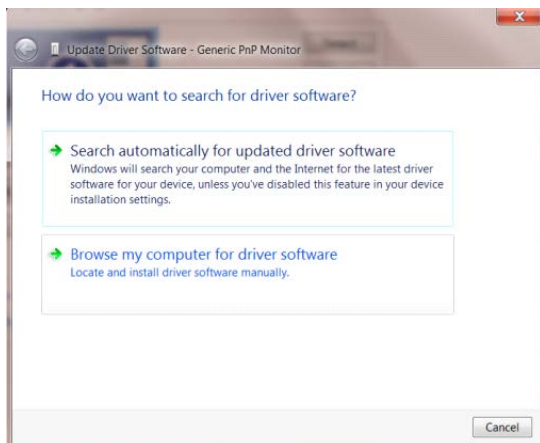 Update Driver Software - Generic PnP Monitor
How do you want to search for driver software?
Search automatically for updated driver software
Windows will search your computer and the Internet for the latest driver
software for your device, unless you've disabled this feature in your device
installation settings.
Browse my computer for driver software
Locate and install driver software manually.
Cancel